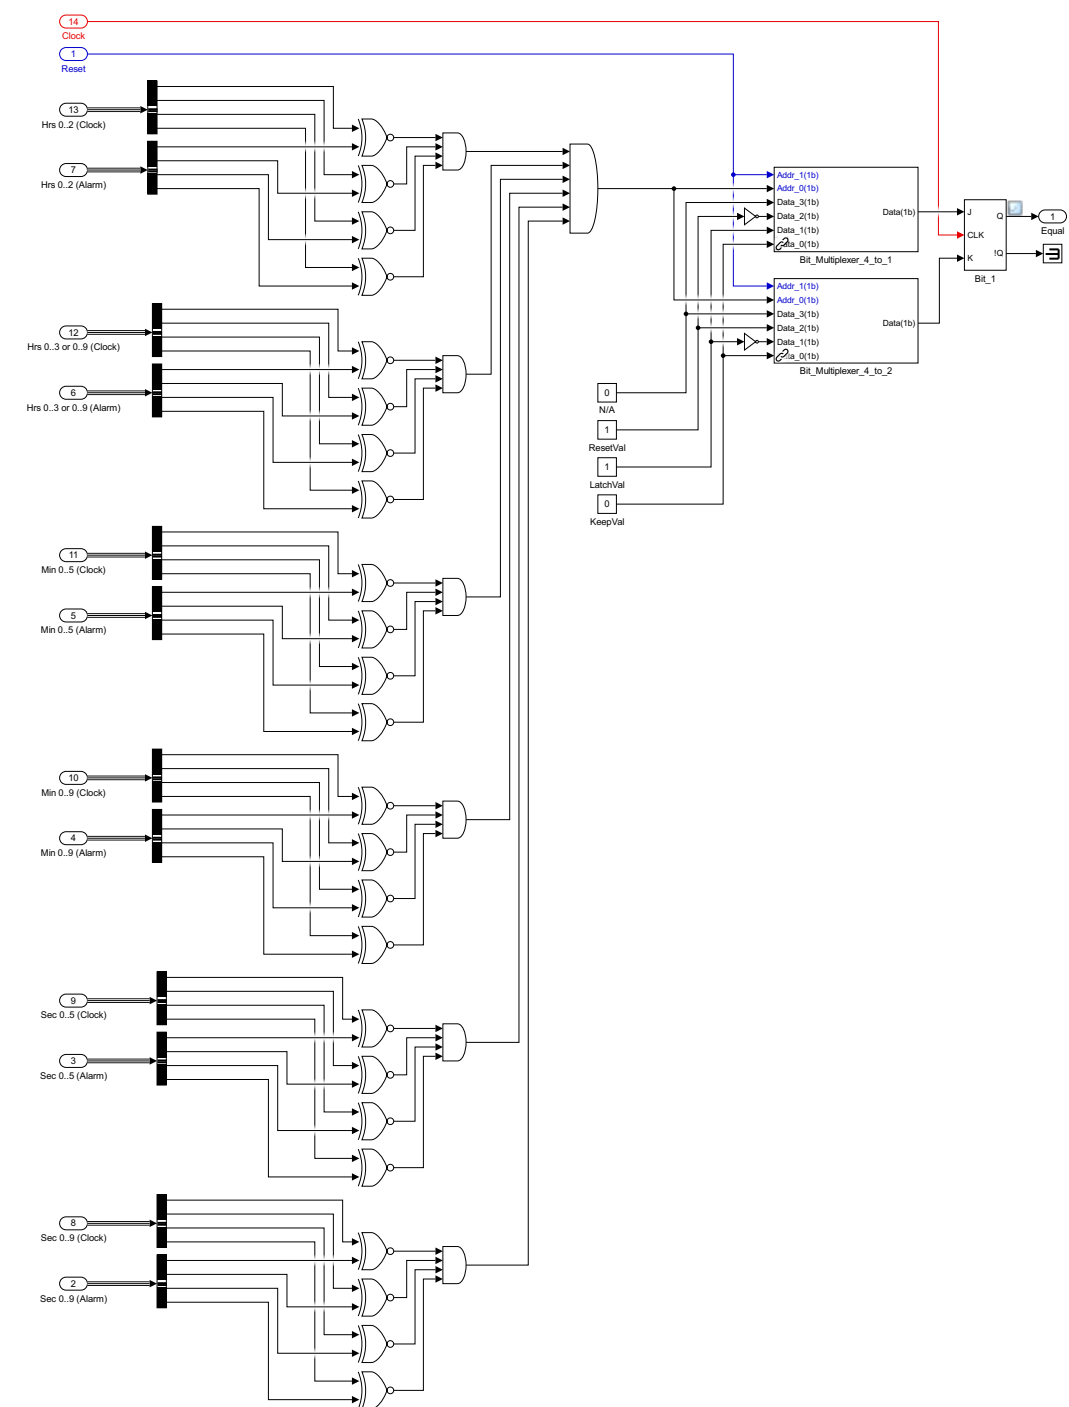 14
Clock
1
Reset
13
Hrs 0..2 (Clock)
7
Hrs 0..2 (Alarm)
12
Hrs 0..3 or 0..9 (Clock)
6
Hrs 0..3 or 0..9 (Alarm)
11
Min 0..5 (Clock)
5
Min 0..5 (Alarm)
10
Min 0..9 (Clock)
4
Min 0..9 (Alarm)
9
Sec 0..5 (Clock)
3
Sec 0..5 (Alarm)
8
Sec 0..9 (Clock)
2
Sec 0..9 (Alarm)
0
N/A
1
ResetVal
1
LatchVal
0
KeepVal
Addr_1(1b)
Addr_0(1b)
Data_3(1b)
Data_2(1b)
Data_1(1b)
ata_0(1b)
Data(1b)
Bit_Multiplexer_4_to_1
Addr_1(1b)
Addr_0(1b)
Data_3(1b)
Data_2(1b)
Data_1(1b)
ta_0(1b)
Data(1b)
Bit_Multiplexer_4_to_2
J
CLK
K
Q
!Q
Bit_1
1
Equal